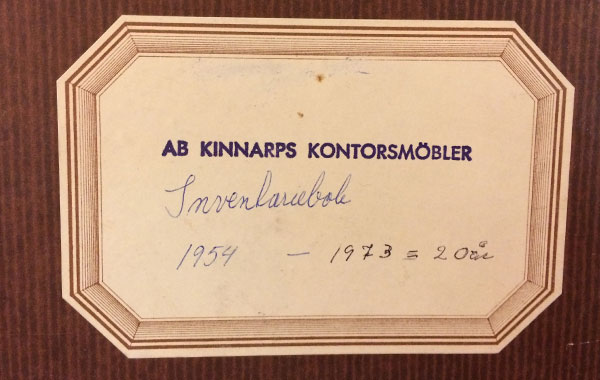 AB KINNARPS KONTORSMÖBLER
Inventariebok
1954 — 1973 = 20 år